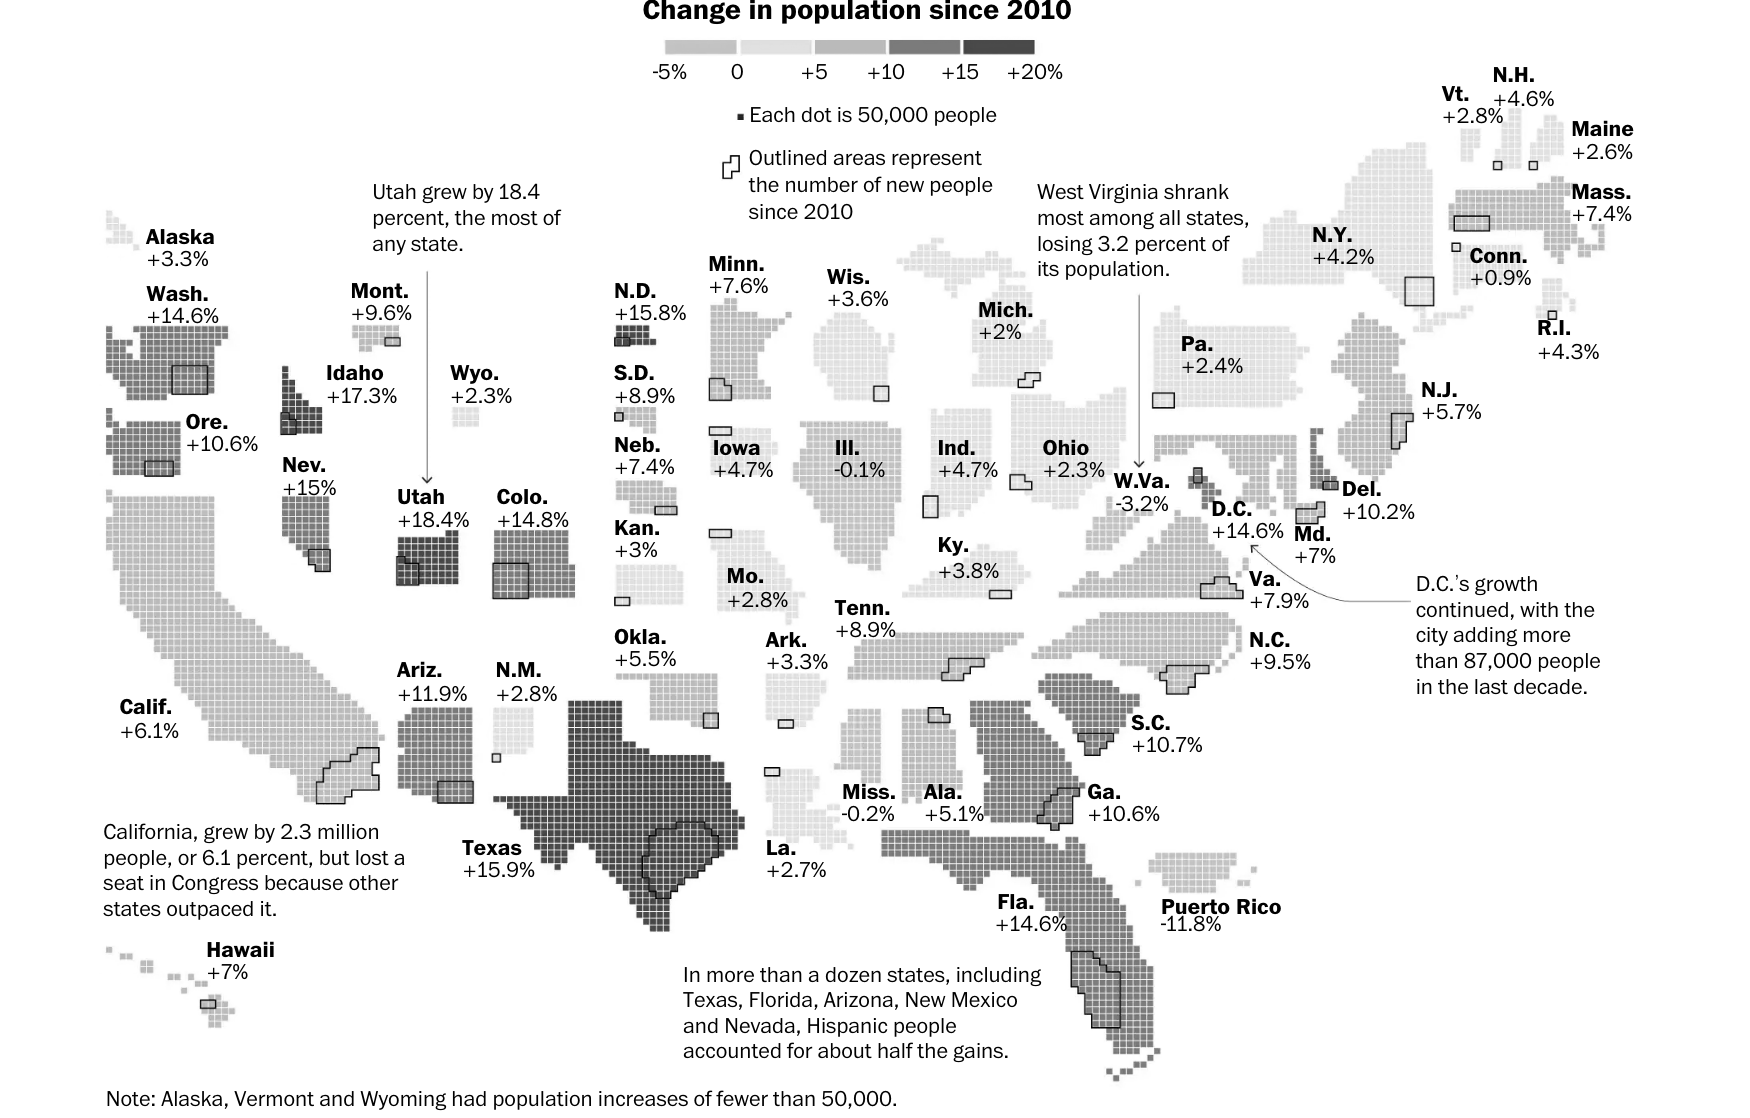 Change in population since 2010
-5% 0 +5 +10 +15 +20%
Each dot is 50,000 people
Outlined areas represent
the number of new people
since 2010
Utah grew by 18.4
percent, the most of
any state.
West Virginia shrank
most among all states,
losing 3.2 percent of
its population.
N.H.
+4.6%
Vt.
+2.8%
Maine
+2.6%
Mass.
+7.4%
Alaska
+3.3%
N.Y.
+4.2%
Conn.
+0.9%
Wash.
+14.6%
Mont.
+9.6%
N.D.
+15.8%
Minn.
+7.6%
Wis.
+3.6%
Mich.
+2%
R.I.
+4.3%
Idaho
+17.3%
Wyo.
+2.3%
S.D.
+8.9%
Pa.
+2.4%
N.J.
+5.7%
Ore.
+10.6%
Nev.
+15%
Utah
+18.4%
Colo.
+14.8%
Neb.
+7.4%
Iowa
+4.7%
Ill.
-0.1%
Ind.
+4.7%
Ohio
+2.3%
W.Va.
-3.2%
D.C.
+14.6%
Md.
+7%
Del.
+10.2%
Kan.
+3%
Mo.
+2.8%
Ky.
+3.8%
Va.
+7.9%
D.C.'s growth
continued, with the
city adding more
than 87,000 people
in the last decade.
Calif.
+6.1%
Ariz.
+11.9%
N.M.
+2.8%
Okla.
+5.5%
Ark.
+3.3%
Tenn.
+8.9%
N.C.
+9.5%
S.C.
+10.7%
Texas
+15.9%
La.
+2.7%
Miss.
-0.2%
Ala.
+5.1%
Ga.
+10.6%
California, grew by 2.3 million
people, or 6.1 percent, but lost a
seat in Congress because other
states outpaced it.
Fla.
+14.6%
Puerto Rico
-11.8%
Hawaii
+7%
In more than a dozen states, including
Texas, Florida, Arizona, New Mexico
and Nevada, Hispanic people
accounted for about half the gains.
Note: Alaska, Vermont and Wyoming had population increases of fewer than 50,000.